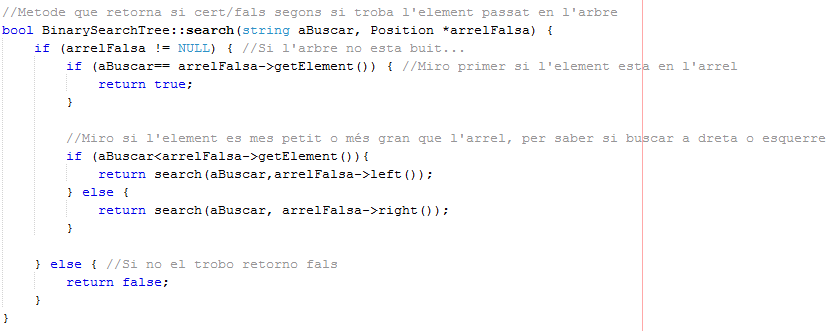 //Metode que retorna si cert/fals segons si troba l'element passat en l'arbre
bool BinarySearchTree::search(string aBuscar, Position *arrelFalsa) {
    if (arrelFalsa != NULL) { //Si l'arbre no esta buit...
        if (aBuscar== arrelFalsa->getElement()) { //Miro primer si l'element esta en l'arrel
            return true;
        }

        //Miro si l'element es mes petit o més gran que l'arrel, per saber si buscar a dreta o esquerre
        if (aBuscar<arrelFalsa->getElement()){
            return search(aBuscar,arrelFalsa->left());
        } else {
            return search(aBuscar, arrelFalsa->right());
        }

    } else { //Si no el trobo retorno fals
        return false;
    }
}